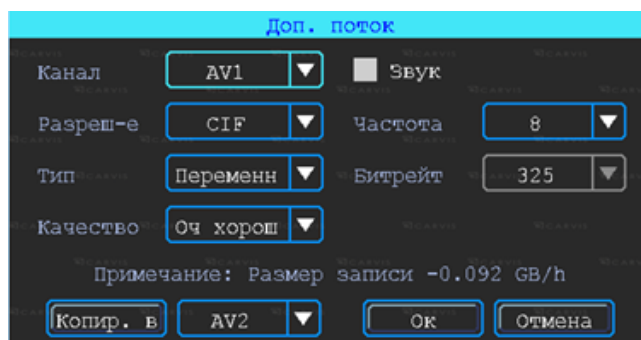 Доп. поток
Канал AV1 Звук
Разреш-е CIF Частота 8
Тип Переменн Битрейт 325
Качество Оч хорош
Примечание: Размер записи -0.092 GB/h
Копир. в AV2 Ок Отмена